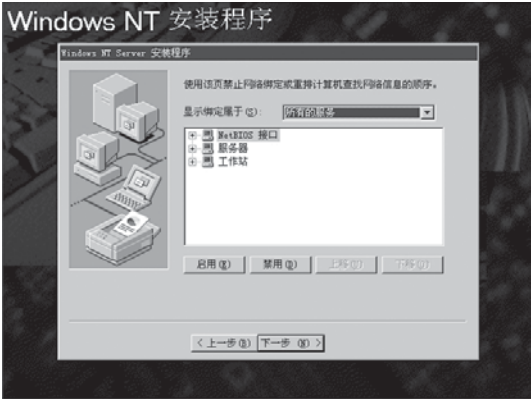 Windows NT 安装程序
Windows NT Server 安装程序
使用该页禁止网络绑定或重排计算机查找网络信息的顺序。
显示绑定属于(S): 所有的服务
NetBIOS 接口
服务器
工作站
启用(E) 禁用(D) 上移(U) 下移(O)
<上一步(B) 下一步(N)>